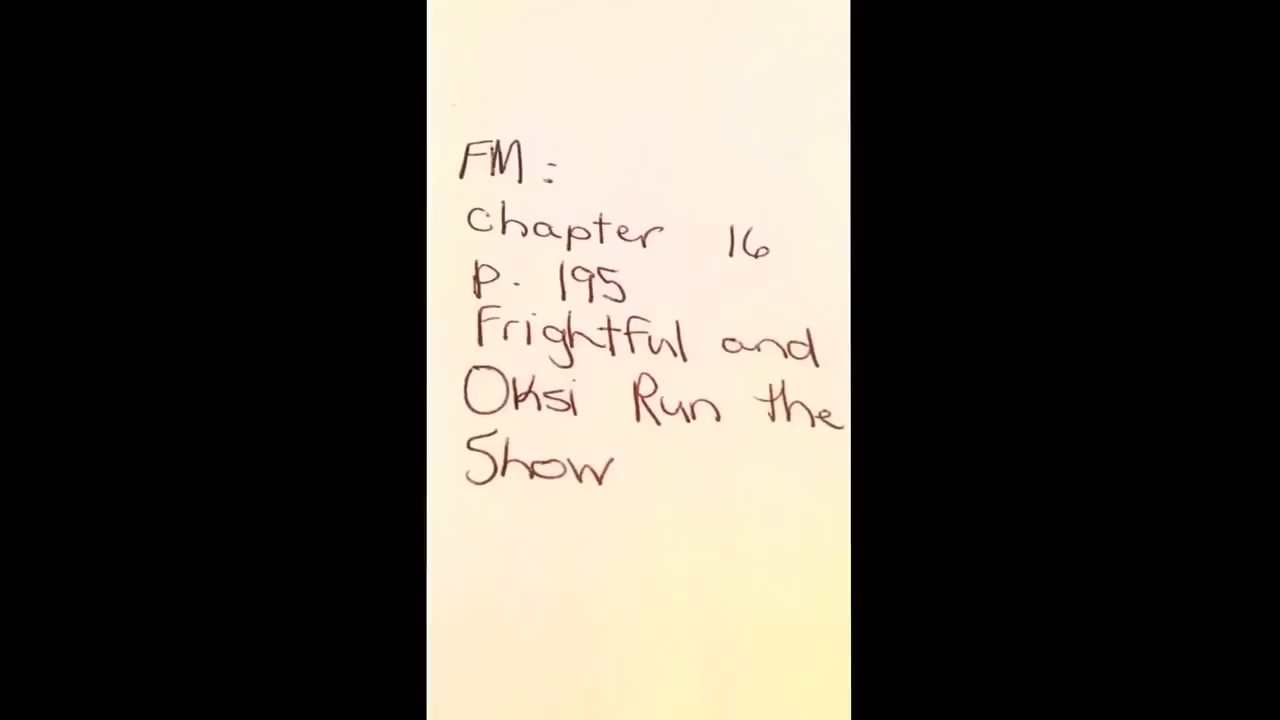 FM:
chapter 16
p. 195
Frightful and
Oksi Run the
Show